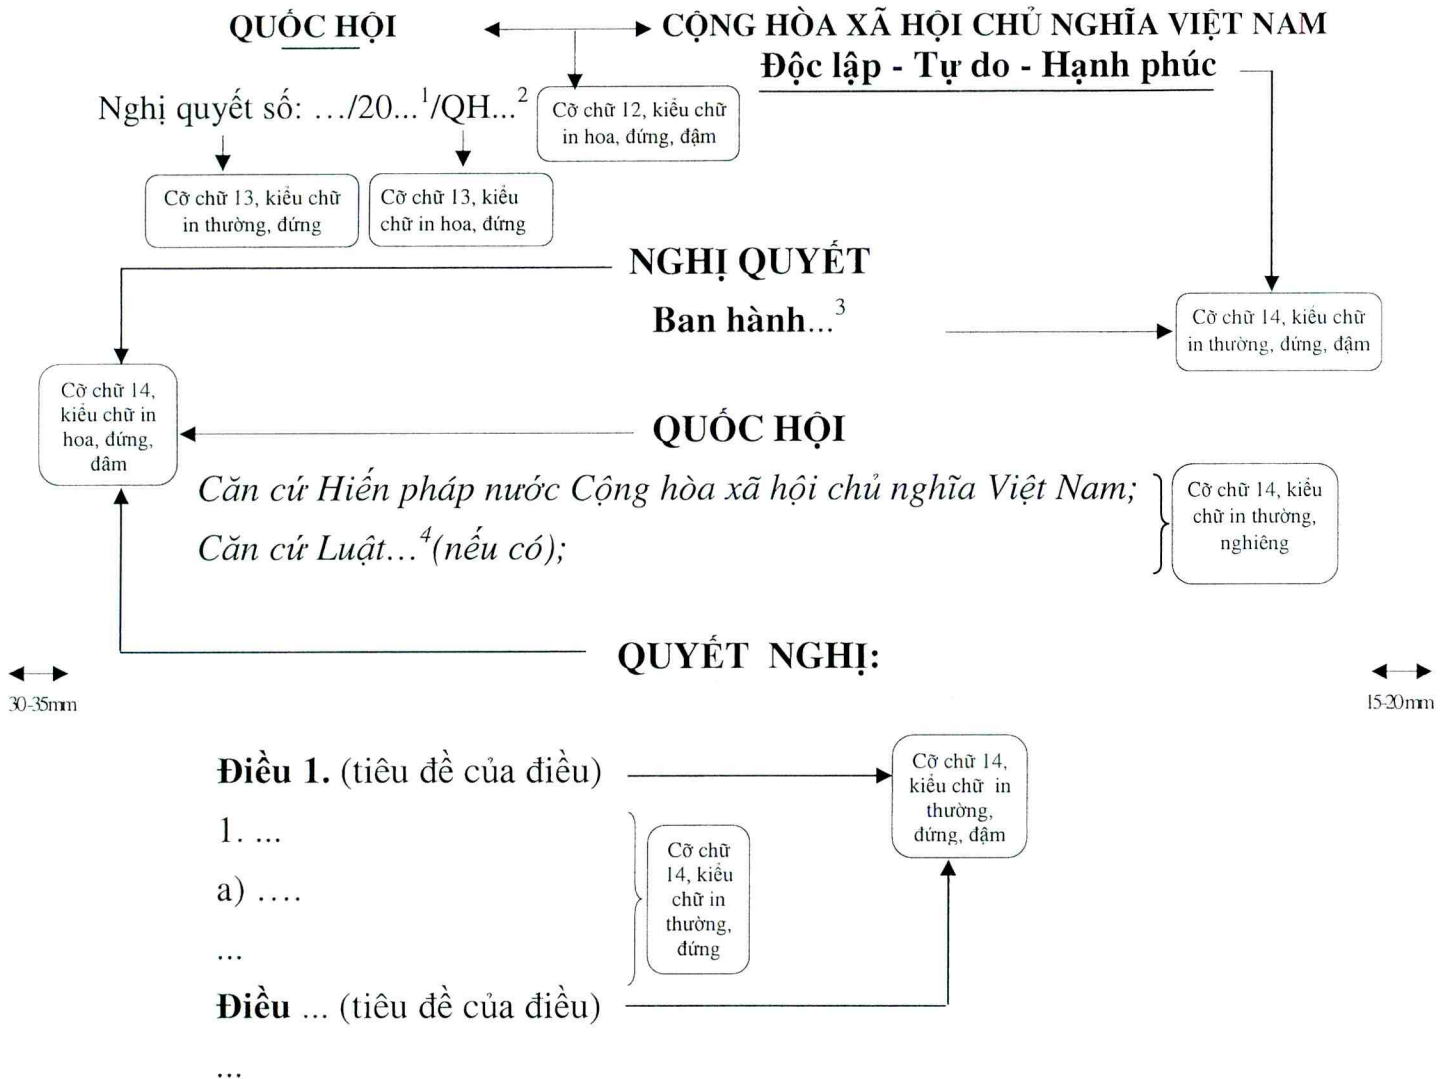 QUỐC HỘI
CỘNG HÒA XÃ HỘI CHỦ NGHĨA VIỆT NAM
Độc lập - Tự do - Hạnh phúc
Nghị quyết số: .../20...¹/QH...²
Cỡ chữ 12, kiểu chữ
in hoa, đứng, đậm
Cỡ chữ 13, kiểu chữ
in thường, đứng
Cỡ chữ 13, kiểu
chữ in hoa, đứng
NGHỊ QUYẾT
Ban hành...³
Cỡ chữ 14, kiểu chữ
in thường, đứng, đậm
Cỡ chữ 14,
kiểu chữ in
hoa, đứng,
đâm
QUỐC HỘI
Căn cứ Hiến pháp nước Cộng hòa xã hội chủ nghĩa Việt Nam;
Căn cứ Luật...⁴(nếu có);
Cỡ chữ 14, kiểu
chữ in thường,
nghiêng
QUYẾT NGHỊ:
30-35mm
15-20mm
Điều 1. (tiêu đề của điều)
Cỡ chữ 14,
kiểu chữ in
thường,
đứng, đậm
1. ...
a) ....
...
Cỡ chữ
14, kiểu
chữ in
thường,
đứng
Điều ... (tiêu đề của điều)
...